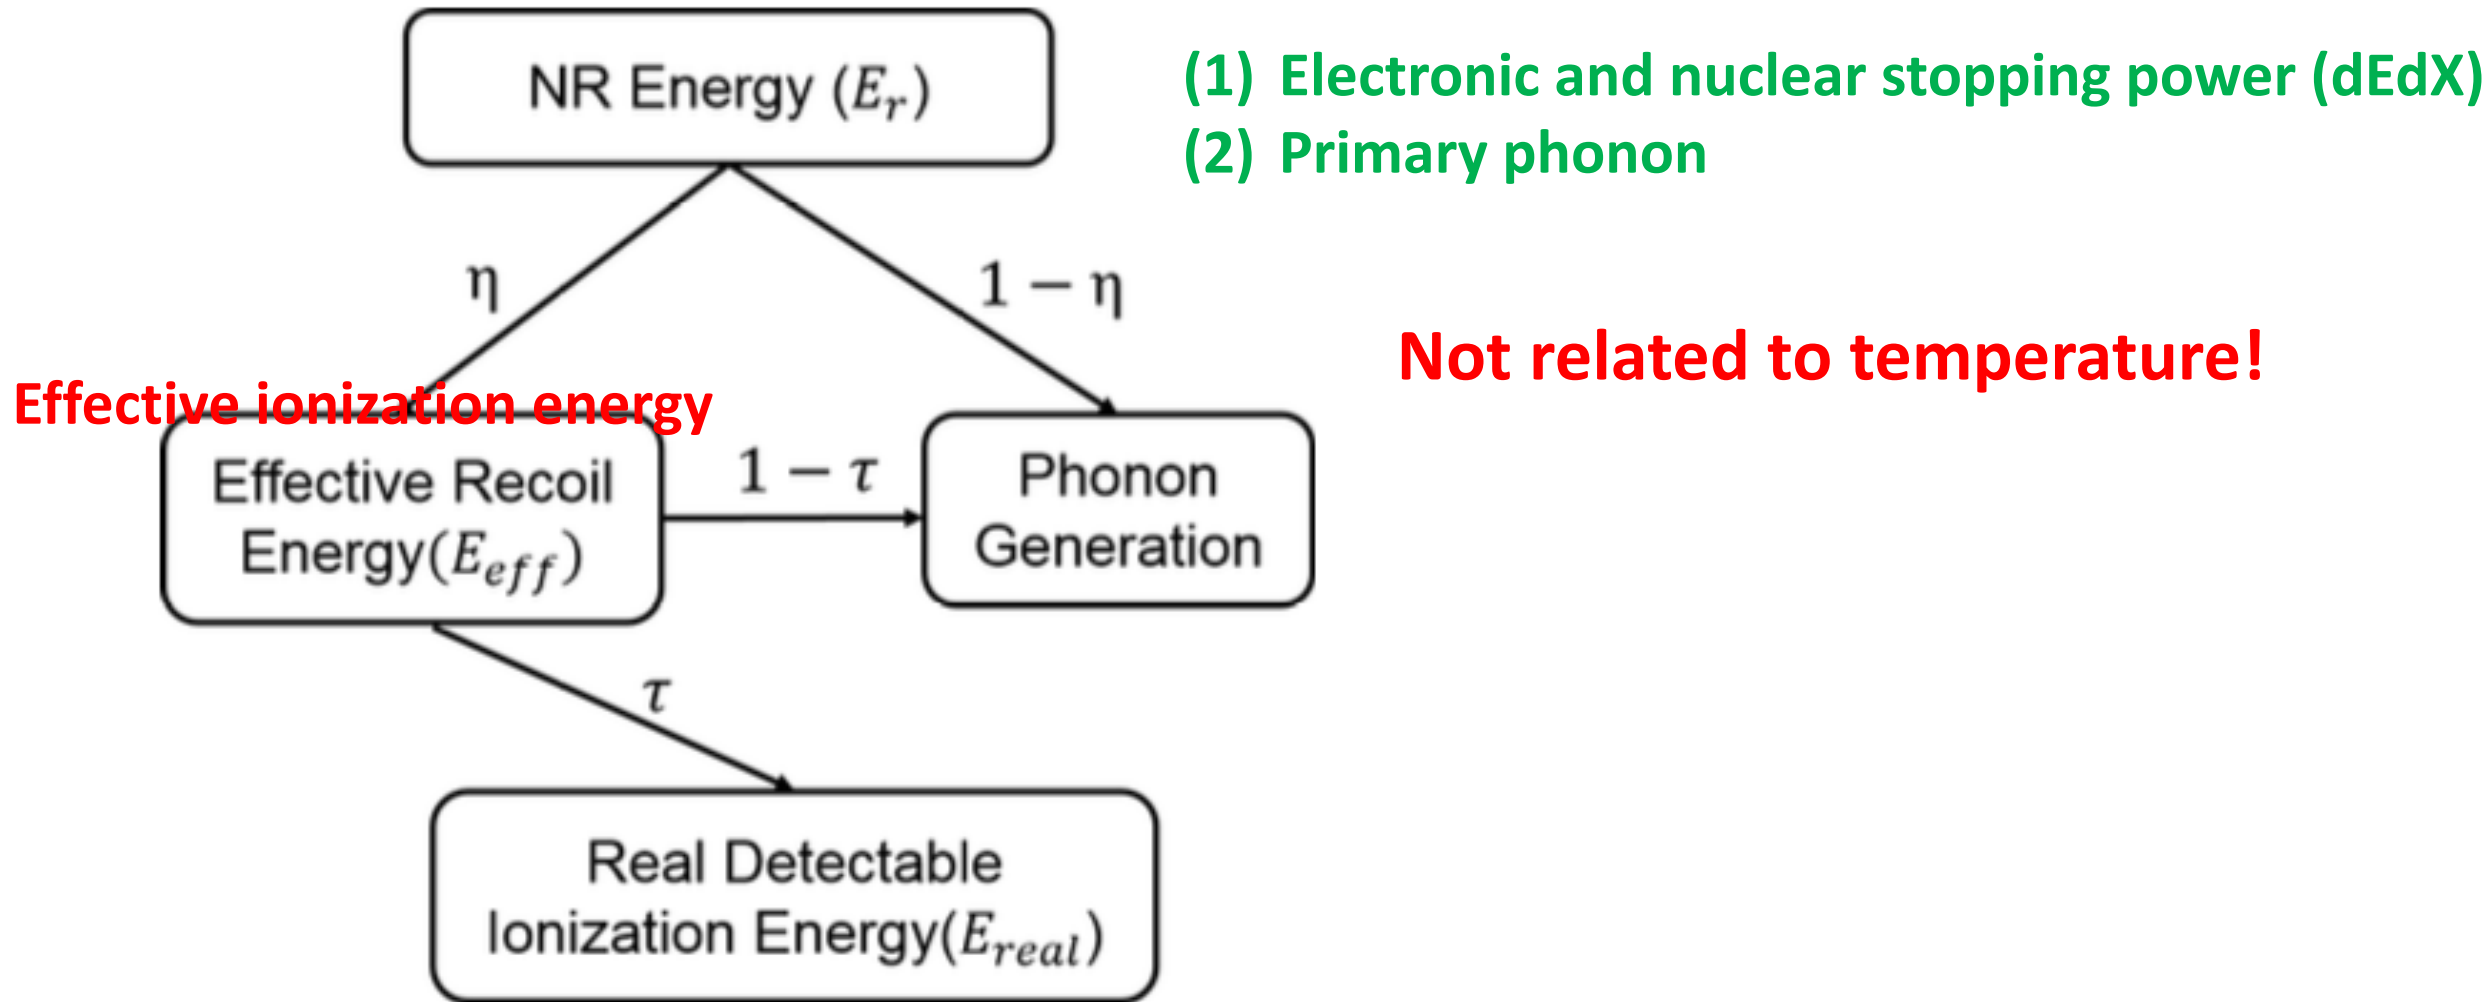 NR Energy (E_r)
(1) Electronic and nuclear stopping power (dEdX)
(2) Primary phonon
η
1 − η
Not related to temperature!
Effective ionization energy
Effective Recoil
Energy(E_eff)
1 − τ
Phonon
Generation
τ
Real Detectable
Ionization Energy(E_real)